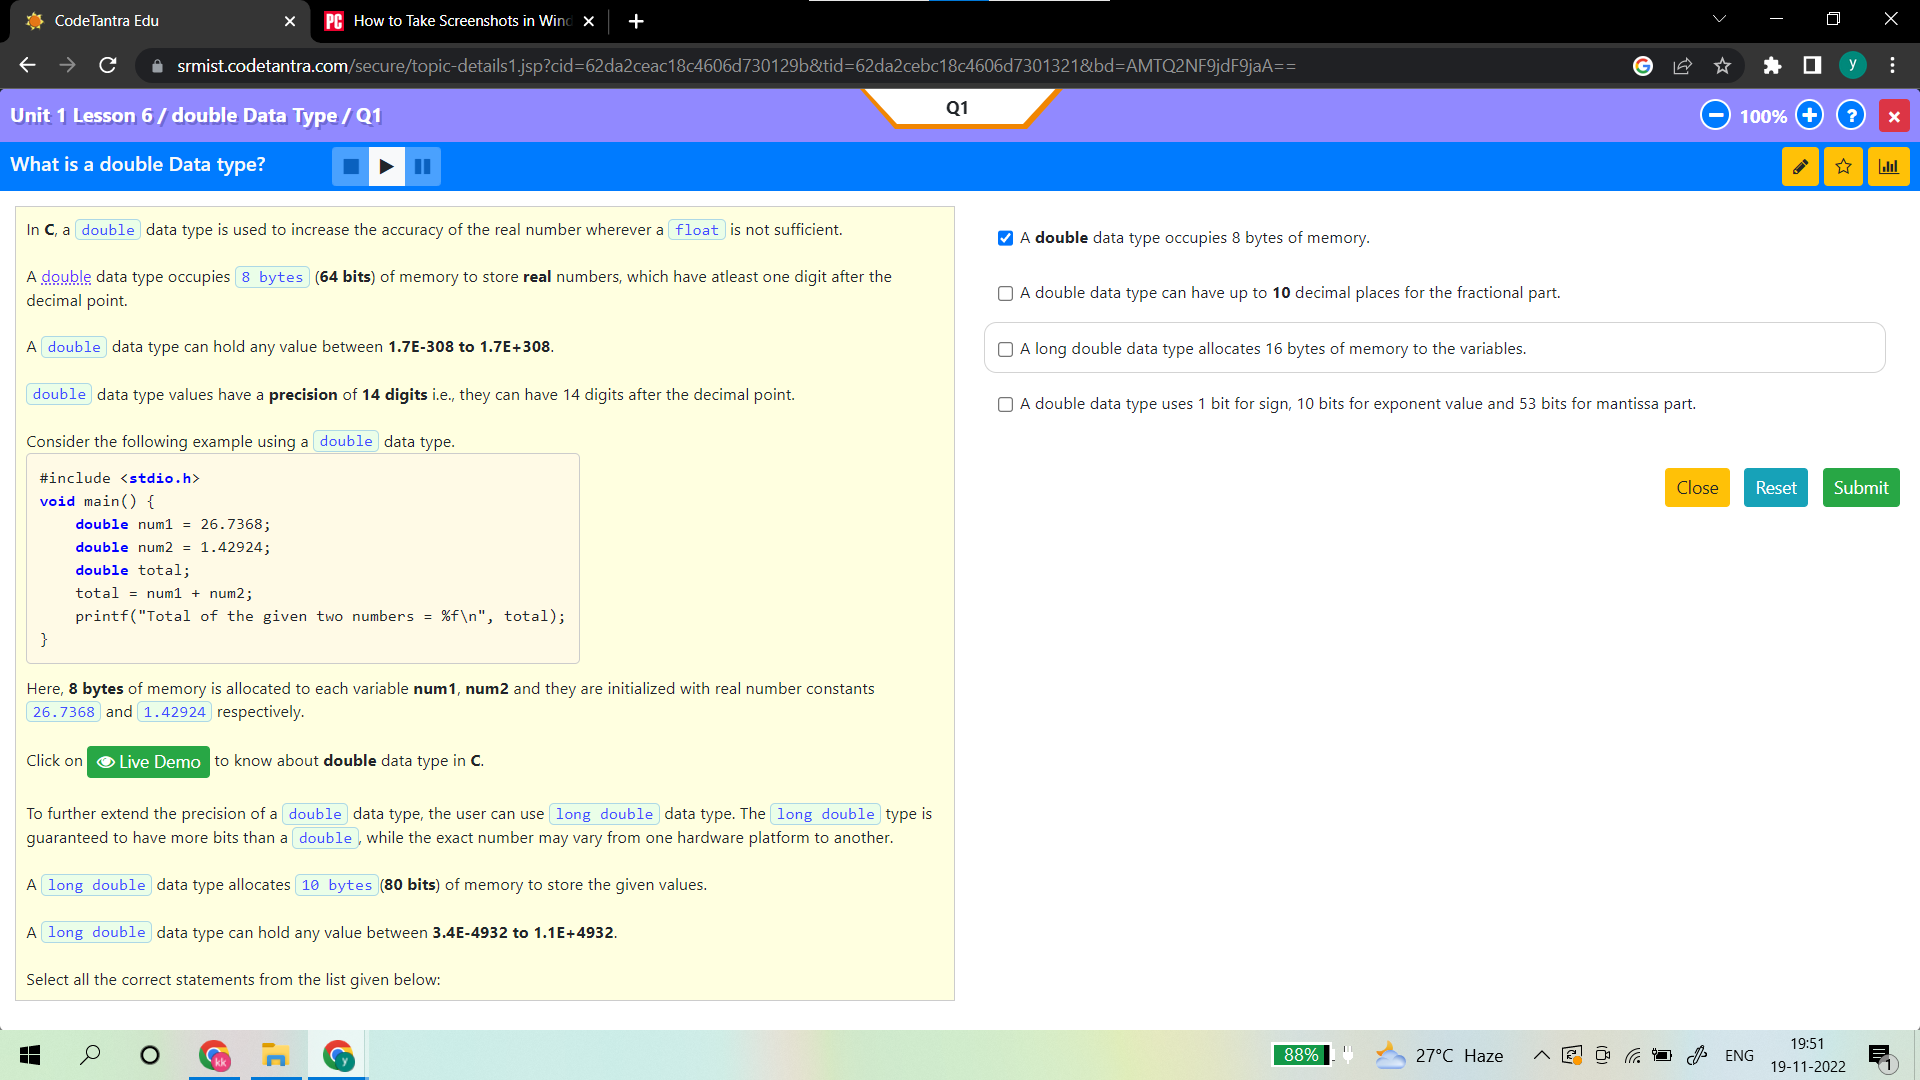 CodeTantra Edu
How to Take Screenshots in Wind
srmist.codetantra.com/secure/topic-details1.jsp?cid=62da2ceac18c4606d730129b&tid=62da2cebc18c4606d7301321&bd=AMTQ2NF9jdF9jaA==
y
Unit 1 Lesson 6 / double Data Type / Q1
Q1
100%
?
What is a double Data type?
In C, a double data type is used to increase the accuracy of the real number wherever a float is not sufficient.
A double data type occupies 8 bytes (64 bits) of memory to store real numbers, which have atleast one digit after the
decimal point.
A double data type can hold any value between 1.7E-308 to 1.7E+308.
double data type values have a precision of 14 digits i.e., they can have 14 digits after the decimal point.
Consider the following example using a double data type.
#include <stdio.h>
void main() {
double num1 = 26.7368;
double num2 = 1.42924;
double total;
total = num1 + num2;
printf("Total of the given two numbers = %f\n", total);
}
Here, 8 bytes of memory is allocated to each variable num1, num2 and they are initialized with real number constants
26.7368 and 1.42924 respectively.
Click on Live Demo to know about double data type in C.
To further extend the precision of a double data type, the user can use long double data type. The long double type is
guaranteed to have more bits than a double, while the exact number may vary from one hardware platform to another.
A long double data type allocates 10 bytes (80 bits) of memory to store the given values.
A long double data type can hold any value between 3.4E-4932 to 1.1E+4932.
Select all the correct statements from the list given below:
A double data type occupies 8 bytes of memory.
A double data type can have up to 10 decimal places for the fractional part.
A long double data type allocates 16 bytes of memory to the variables.
A double data type uses 1 bit for sign, 10 bits for exponent value and 53 bits for mantissa part.
Close Reset Submit
kk
y
88%
27°C Haze
ENG
19:51
19-11-2022
1